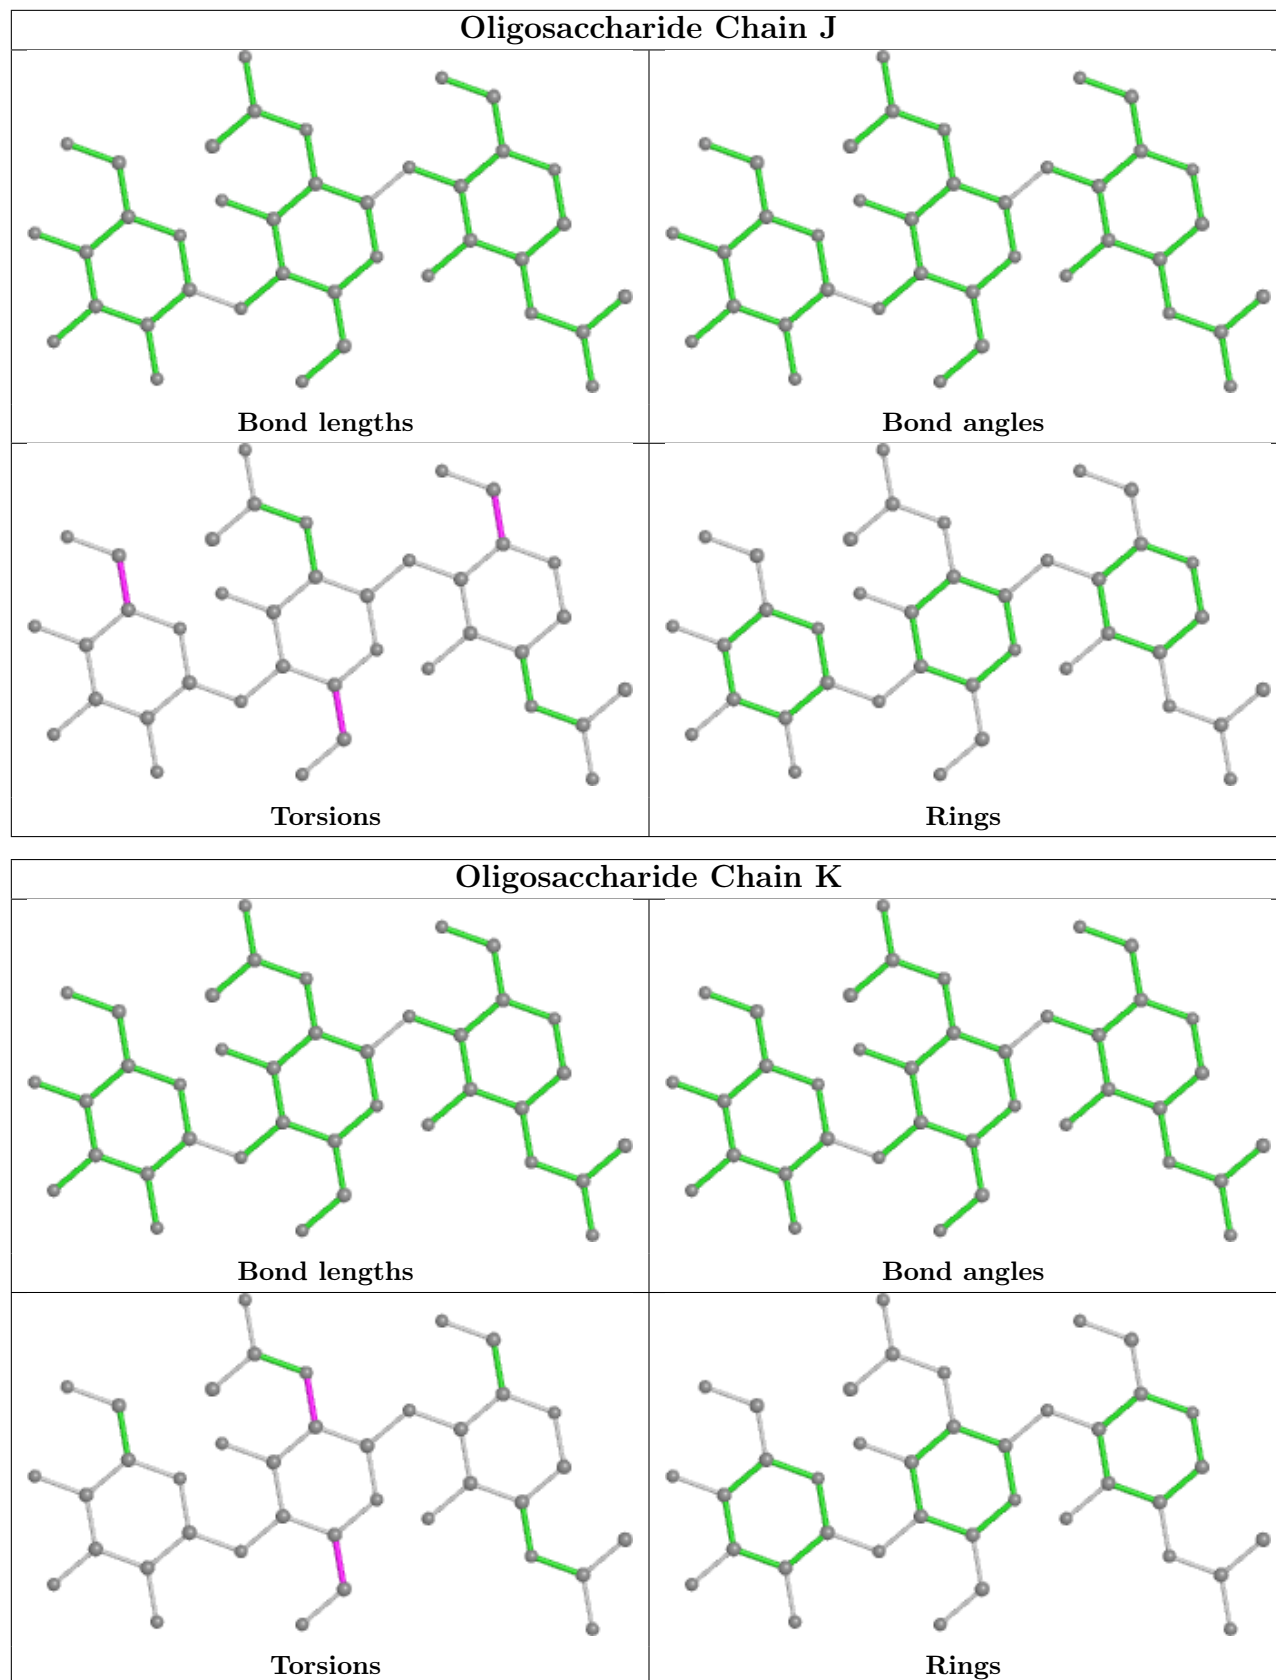 Oligosaccharide Chain J
Bond lengths
Bond angles
Torsions
Rings
Oligosaccharide Chain K
Bond lengths
Bond angles
Torsions
Rings